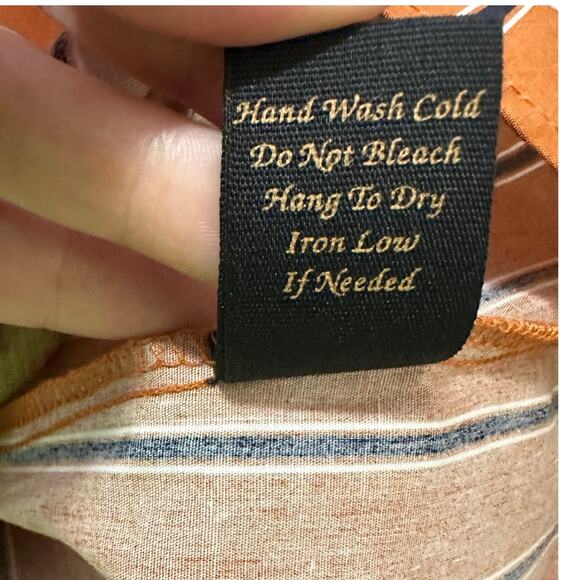 Hand Wash Cold
Do Not Bleach
Hang To Dry
Iron Low
If Needed